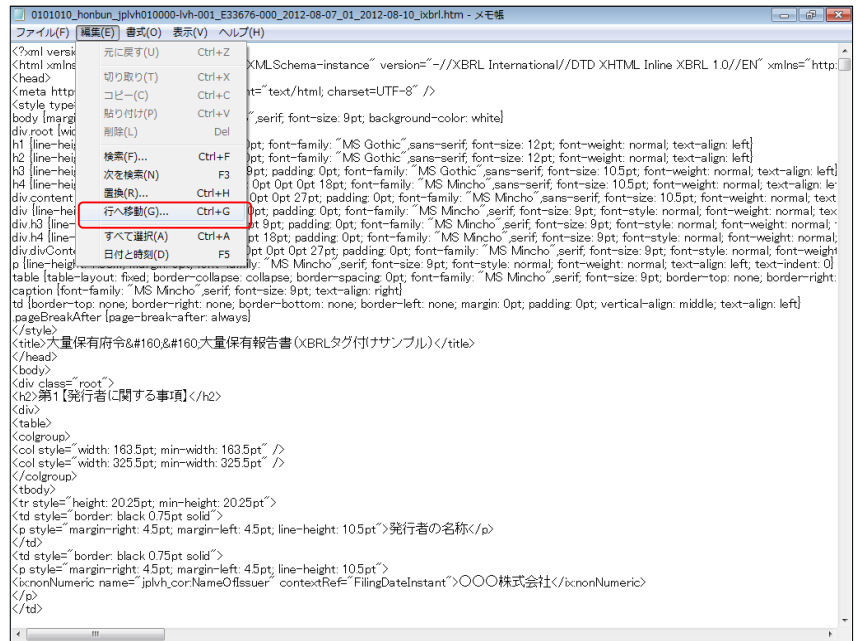 0101010_honbun_jplvh010000-lvh-001_E33676-000_2012-08-07_01_2012-08-10_ixbrl.htm - メモ帳
ファイル(F) 編集(E) 書式(O) 表示(V) ヘルプ(H)
元に戻す(U) Ctrl+Z
切り取り(T) Ctrl+X
コピー(C) Ctrl+C
貼り付け(P) Ctrl+V
削除(L) Del
検索(F)... Ctrl+F
次を検索(N) F3
置換(R)... Ctrl+H
行へ移動(G)... Ctrl+G
すべて選択(A) Ctrl+A
日付と時刻(D) F5
<?xml versi
<html xmlns XMLSchema-instance" version="-//XBRL International//DTD XHTML Inline XBRL 1.0//EN" xmlns="http:
<head>
<meta http nt="text/html; charset=UTF-8" />
<style type=
body {margi ",serif; font-size: 9pt; background-color: white}
div.root {wid
h1 {line-hei 0pt; font-family: "MS Gothic",sans-serif; font-size: 12pt; font-weight: normal; text-align: left}
h2 {line-hei 0pt; font-family: "MS Gothic",sans-serif; font-size: 12pt; font-weight: normal; text-align: left}
h3 {line-hei 9pt; padding: 0pt; font-family: "MS Gothic",sans-serif; font-size: 10.5pt; font-weight: normal; text-align: left}
h4 {line-hei 0pt 0pt 0pt 18pt; font-family: "MS Mincho",sans-serif; font-size: 10.5pt; font-weight: normal; text-align: le
div.content 0pt 0pt 27pt; padding: 0pt; font-family: "MS Mincho",sans-serif; font-size: 10.5pt; font-weight: normal; text
div {line-hei 0pt; padding: 0pt; font-family: "MS Mincho",serif; font-size: 9pt; font-style: normal; font-weight: normal; tex
div.h3 {line- pt 9pt; padding: 0pt; font-family: "MS Mincho",serif; font-size: 9pt; font-style: normal; font-weight: normal;
div.h4 {line- pt 18pt; padding: 0pt; font-family: "MS Mincho",serif; font-size: 9pt; font-style: normal; font-weight: normal;
div.divConte 0pt 0pt 27pt; padding: 0pt; font-family: "MS Mincho",serif; font-size: 9pt; font-style: normal; font-weight
family: "MS Mincho",serif; font-size: 9pt; font-style: normal; font-weight: normal; text-align: left; text-indent: 0}
table {table-layout: fixed; border-collapse: collapse; border-spacing: 0pt; font-family: "MS Mincho",serif; font-size: 9pt; border-top: none; border-right:
caption {font-family: "MS Mincho",serif; font-size: 9pt; text-align: right}
td {border-top: none; border-right: none; border-bottom: none; border-left: none; margin: 0pt; padding: 0pt; vertical-align: middle; text-align: left}
.pageBreakAfter {page-break-after: always}
</style>
<title>大量保有府令&#160;&#160;大量保有報告書（XBRLタグ付けサンプル）</title>
</head>
<body>
<div class="root">
<h2>第1【発行者に関する事項】</h2>
<div>
<table>
<colgroup>
<col style="width: 163.5pt; min-width: 163.5pt" />
<col style="width: 325.5pt; min-width: 325.5pt" />
</colgroup>
<tbody>
<tr style="height: 20.25pt; min-height: 20.25pt">
<td style="border: black 0.75pt solid">
<p style="margin-right: 4.5pt; margin-left: 4.5pt; line-height: 10.5pt">発行者の名称</p>
</td>
<td style="border: black 0.75pt solid">
<p style="margin-right: 4.5pt; margin-left: 4.5pt; line-height: 10.5pt">
<ix:nonNumeric name="jplvh_cor:NameOfIssuer" contextRef="FilingDateInstant">○○○株式会社</ix:nonNumeric>
</p>
</td>